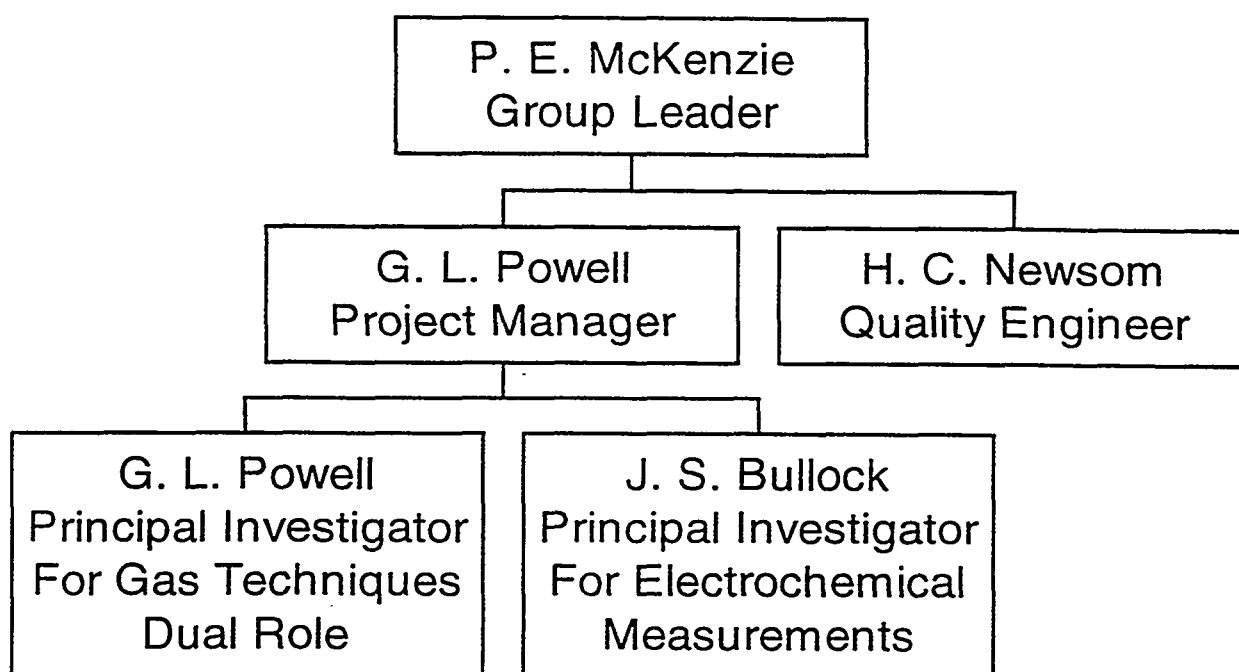 P. E. McKenzie
Group Leader
G. L. Powell
Project Manager
H. C. Newsom
Quality Engineer
G. L. Powell
Principal Investigator
For Gas Techniques
Dual Role
J. S. Bullock
Principal Investigator
For Electrochemical
Measurements